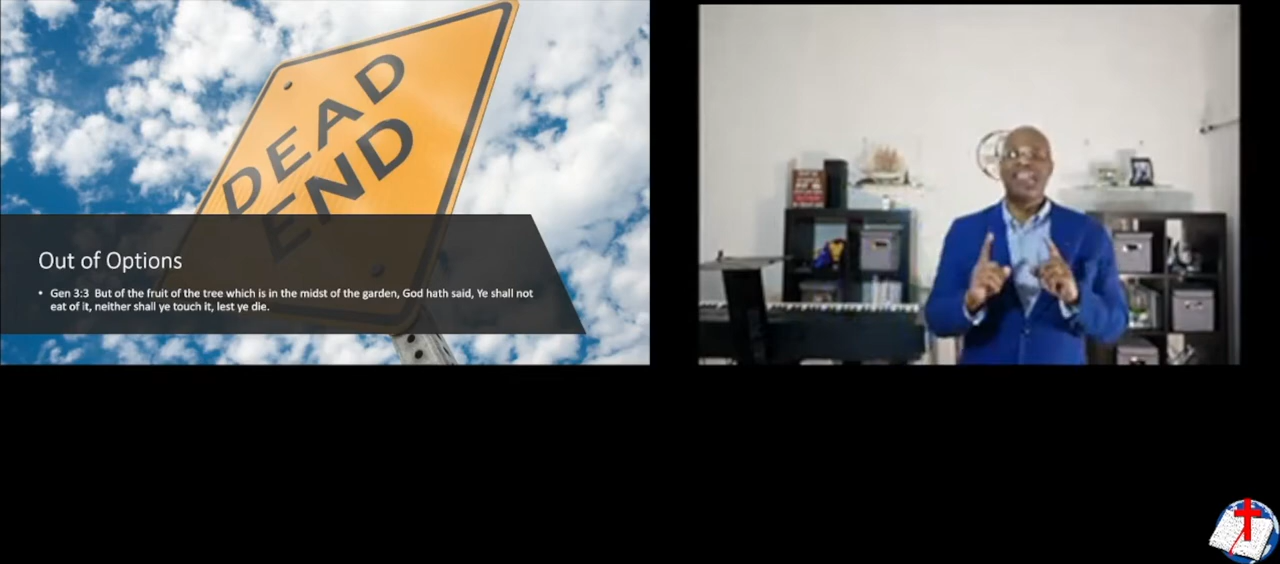 DEAD
END
Out of Options
• Gen 3:3 But of the fruit of the tree which is in the midst of the garden, God hath said, Ye shall not
eat of it, neither shall ye touch it, lest ye die.